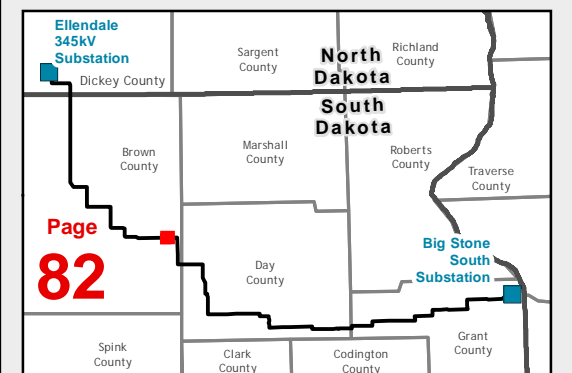 Ellendale
345kV
Substation
Dickey County
Sargent
County
North
Dakota
Richland
County
South
Dakota
Brown
County
Marshall
County
Roberts
County
Traverse
County
Page
82
Day
County
Big Stone
South
Substation
Spink
County
Clark
County
Codington
County
Grant
County